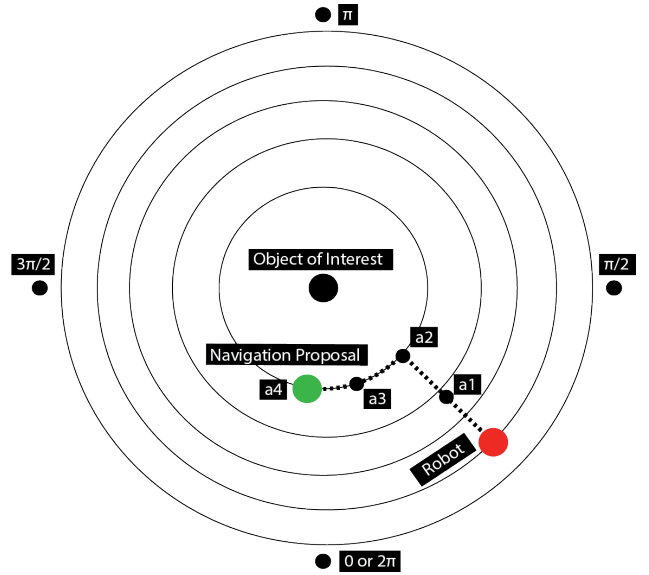 π
3π/2
Object of Interest
π/2
a2
Navigation Proposal
a4
a3
a1
Robot
0 or 2π